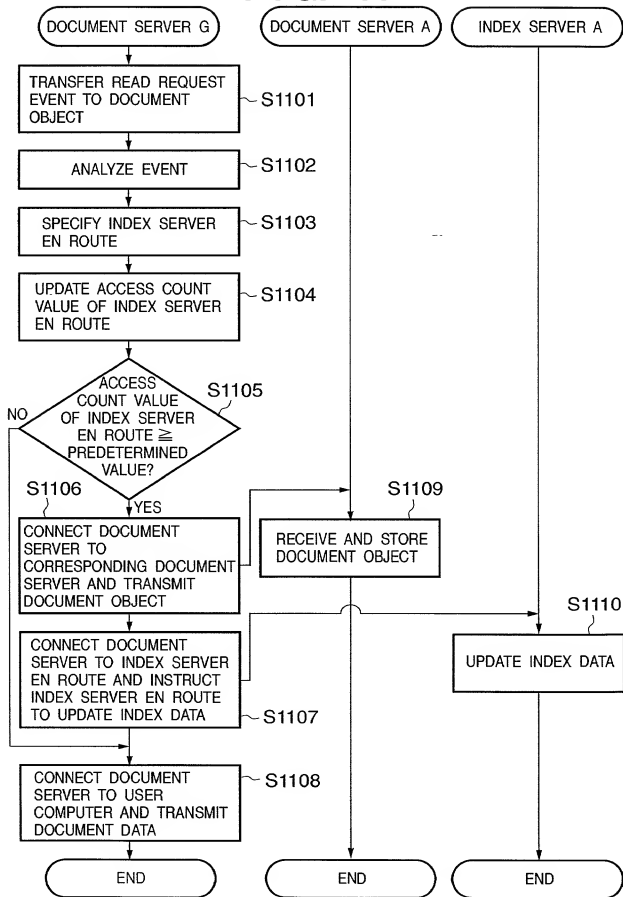 DOCUMENT SERVER G
DOCUMENT SERVER A
INDEX SERVER A
TRANSFER READ REQUEST
EVENT TO DOCUMENT
OBJECT
S1101
ANALYZE EVENT
S1102
SPECIFY INDEX SERVER
EN ROUTE
S1103
UPDATE ACCESS COUNT
VALUE OF INDEX SERVER
EN ROUTE
S1104
ACCESS
COUNT VALUE
OF INDEX SERVER
EN ROUTE ≧
PREDETERMINED
VALUE?
S1105
NO
YES
S1106
CONNECT DOCUMENT
SERVER TO
CORRESPONDING DOCUMENT
SERVER AND TRANSMIT
DOCUMENT OBJECT
S1109
RECEIVE AND STORE
DOCUMENT OBJECT
CONNECT DOCUMENT
SERVER TO INDEX SERVER
EN ROUTE AND INSTRUCT
INDEX SERVER EN ROUTE
TO UPDATE INDEX DATA
S1107
S1110
UPDATE INDEX DATA
CONNECT DOCUMENT
SERVER TO USER
COMPUTER AND TRANSMIT
DOCUMENT DATA
S1108
END
END
END